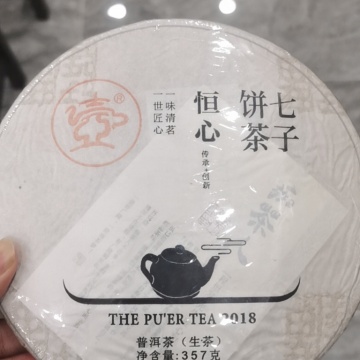 七子
饼茶
恒心
传承+创新
一味清茗
一世匠心
®
THE PU'ER TEA 2018
普洱茶（生茶）
净含量:357克